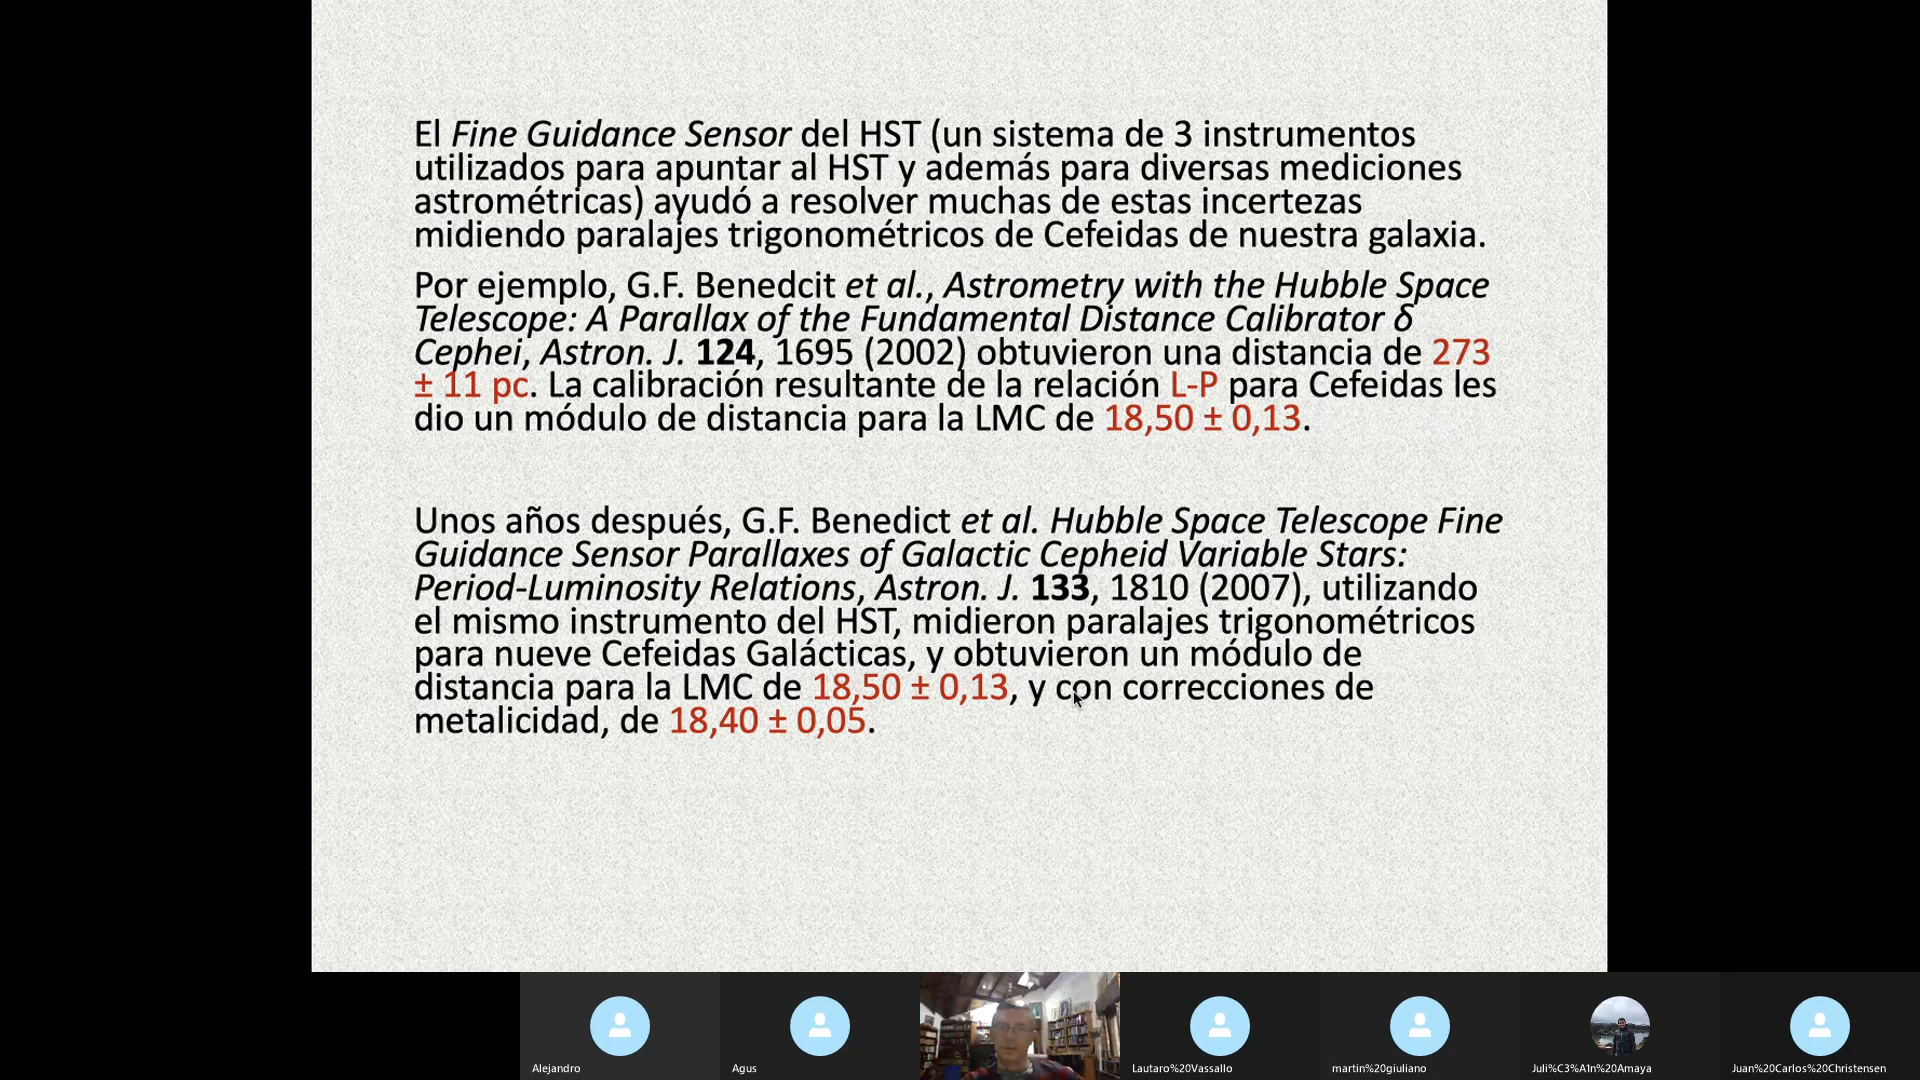 El Fine Guidance Sensor del HST (un sistema de 3 instrumentos
utilizados para apuntar al HST y además para diversas mediciones
astrométricas) ayudó a resolver muchas de estas incertezas
midiendo paralajes trigonométricos de Cefeidas de nuestra galaxia.
Por ejemplo, G.F. Benedcit et al., Astrometry with the Hubble Space
Telescope: A Parallax of the Fundamental Distance Calibrator δ
Cephei, Astron. J. 124, 1695 (2002) obtuvieron una distancia de 273
± 11 pc. La calibración resultante de la relación L-P para Cefeidas les
dio un módulo de distancia para la LMC de 18,50 ± 0,13.
Unos años después, G.F. Benedict et al. Hubble Space Telescope Fine
Guidance Sensor Parallaxes of Galactic Cepheid Variable Stars:
Period-Luminosity Relations, Astron. J. 133, 1810 (2007), utilizando
el mismo instrumento del HST, midieron paralajes trigonométricos
para nueve Cefeidas Galácticas, y obtuvieron un módulo de
distancia para la LMC de 18,50 ± 0,13, y con correcciones de
metalicidad, de 18,40 ± 0,05.
Alejandro
Agus
Lautaro%20Vassallo
martin%20giuliano
Juli%C3%A1n%20Amaya
Juan%20Carlos%20Christensen